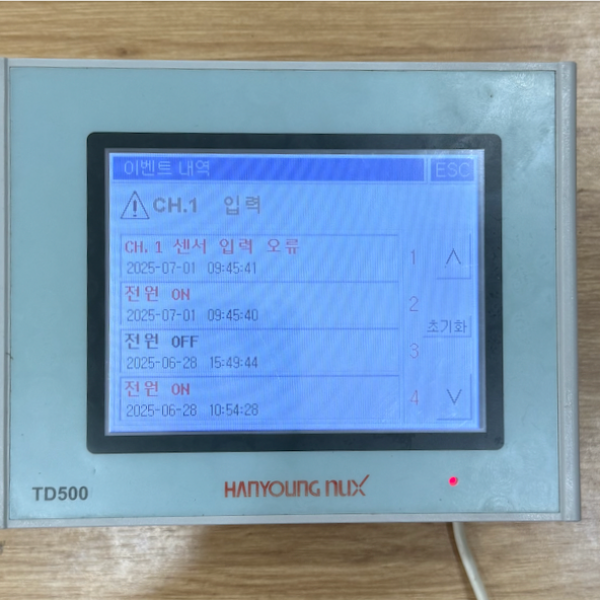 이벤트 내역 ESC
CH.1 입력
CH.1 센서 입력 오류 1
2025-07-01 09:45:41
전원 ON 2
2025-07-01 09:45:40
초기화
전원 OFF 3
2025-06-28 15:49:44
전원 ON 4
2025-06-28 10:54:28
TD500 HANYOUNG NUX